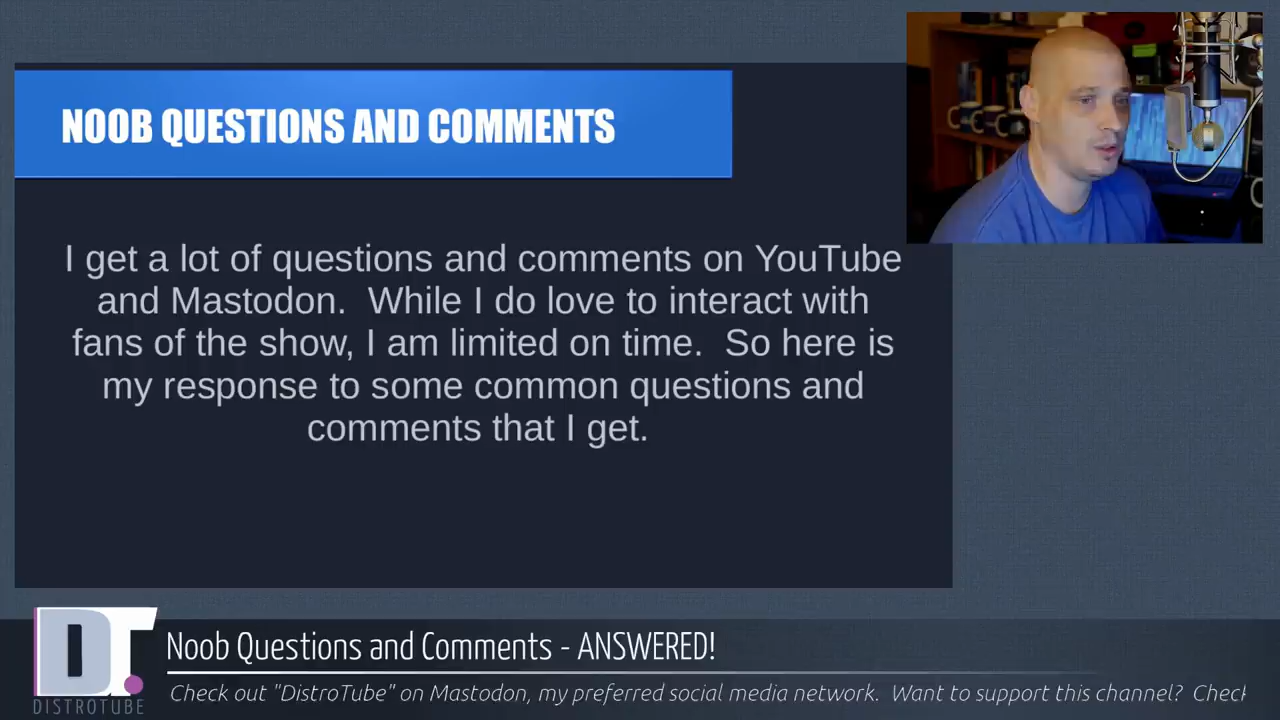 NOOB QUESTIONS AND COMMENTS
I get a lot of questions and comments on YouTube
and Mastodon.  While I do love to interact with
fans of the show, I am limited on time.  So here is
my response to some common questions and
comments that I get.
DT.
DISTROTUBE
Noob Questions and Comments - ANSWERED!
Check out "DistroTube" on Mastodon, my preferred social media network.  Want to support this channel?  Check